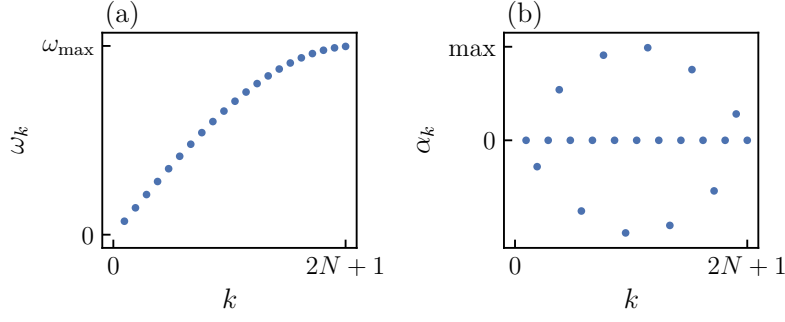 (a)
ω_max
ω_k
0
0
2N + 1
k
(b)
max
α_k
0
0
2N + 1
k